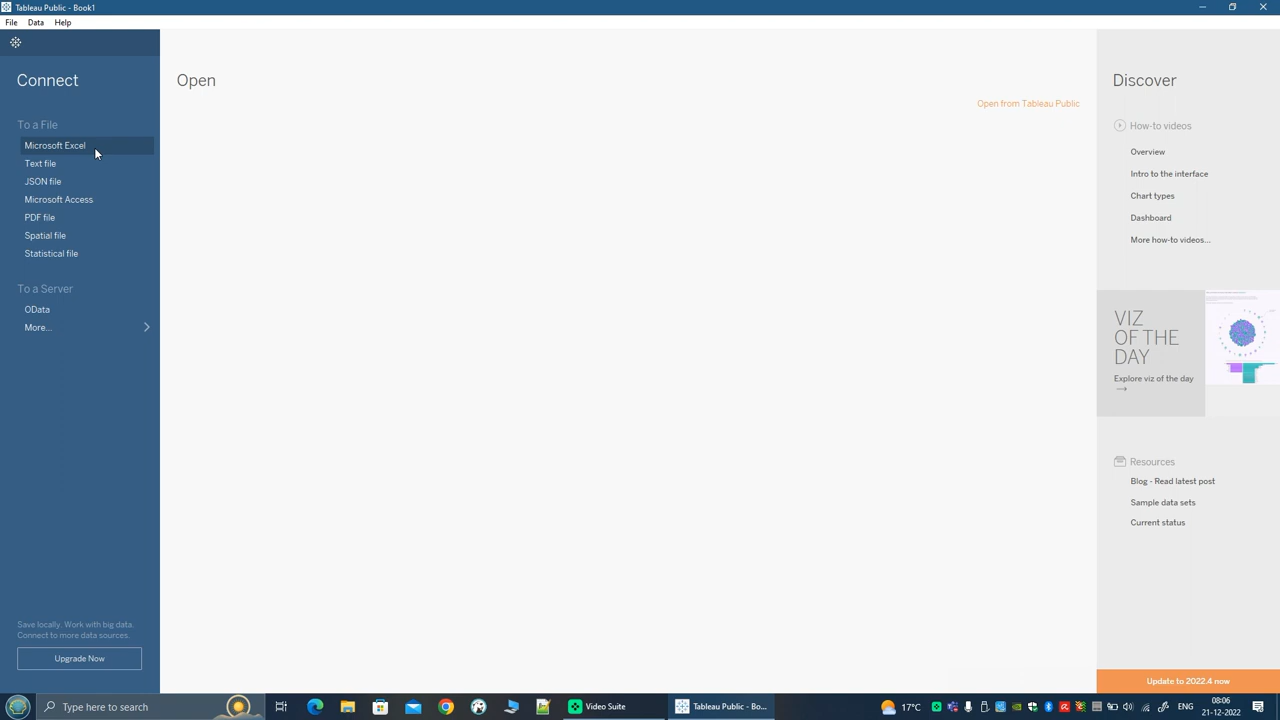 Tableau Public - Book1
File Data Help
Connect
To a File
Microsoft Excel
Text file
JSON file
Microsoft Access
PDF file
Spatial file
Statistical file
To a Server
OData
More...
Save locally. Work with big data.
Connect to more data sources.
Upgrade Now
Open
Open from Tableau Public
Discover
How-to videos
Overview
Intro to the interface
Chart types
Dashboard
More how-to videos...
VIZ
OF THE
DAY
Explore viz of the day
→
Resources
Blog - Read latest post
Sample data sets
Current status
Update to 2022.4 now
Type here to search
Video Suite
Tableau Public - Bo...
17°C
ENG
08:06
21-12-2022